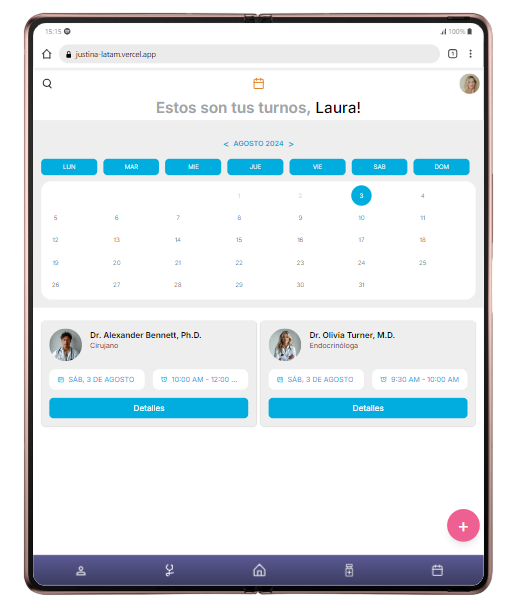 15:15
100%
justina-latam.vercel.app
1
Estos son tus turnos, Laura!
< AGOSTO 2024 >
LUN MAR MIE JUE VIE SAB DOM
1 2 3 4
5 6 7 8 9 10 11
12 13 14 15 16 17 18
19 20 21 22 23 24 25
26 27 28 29 30 31
Dr. Alexander Bennett, Ph.D.
Cirujano
SÁB, 3 DE AGOSTO
10:00 AM - 12:00 ...
Detalles
Dr. Olivia Turner, M.D.
Endocrinóloga
SÁB, 3 DE AGOSTO
9:30 AM - 10:00 AM
Detalles
+